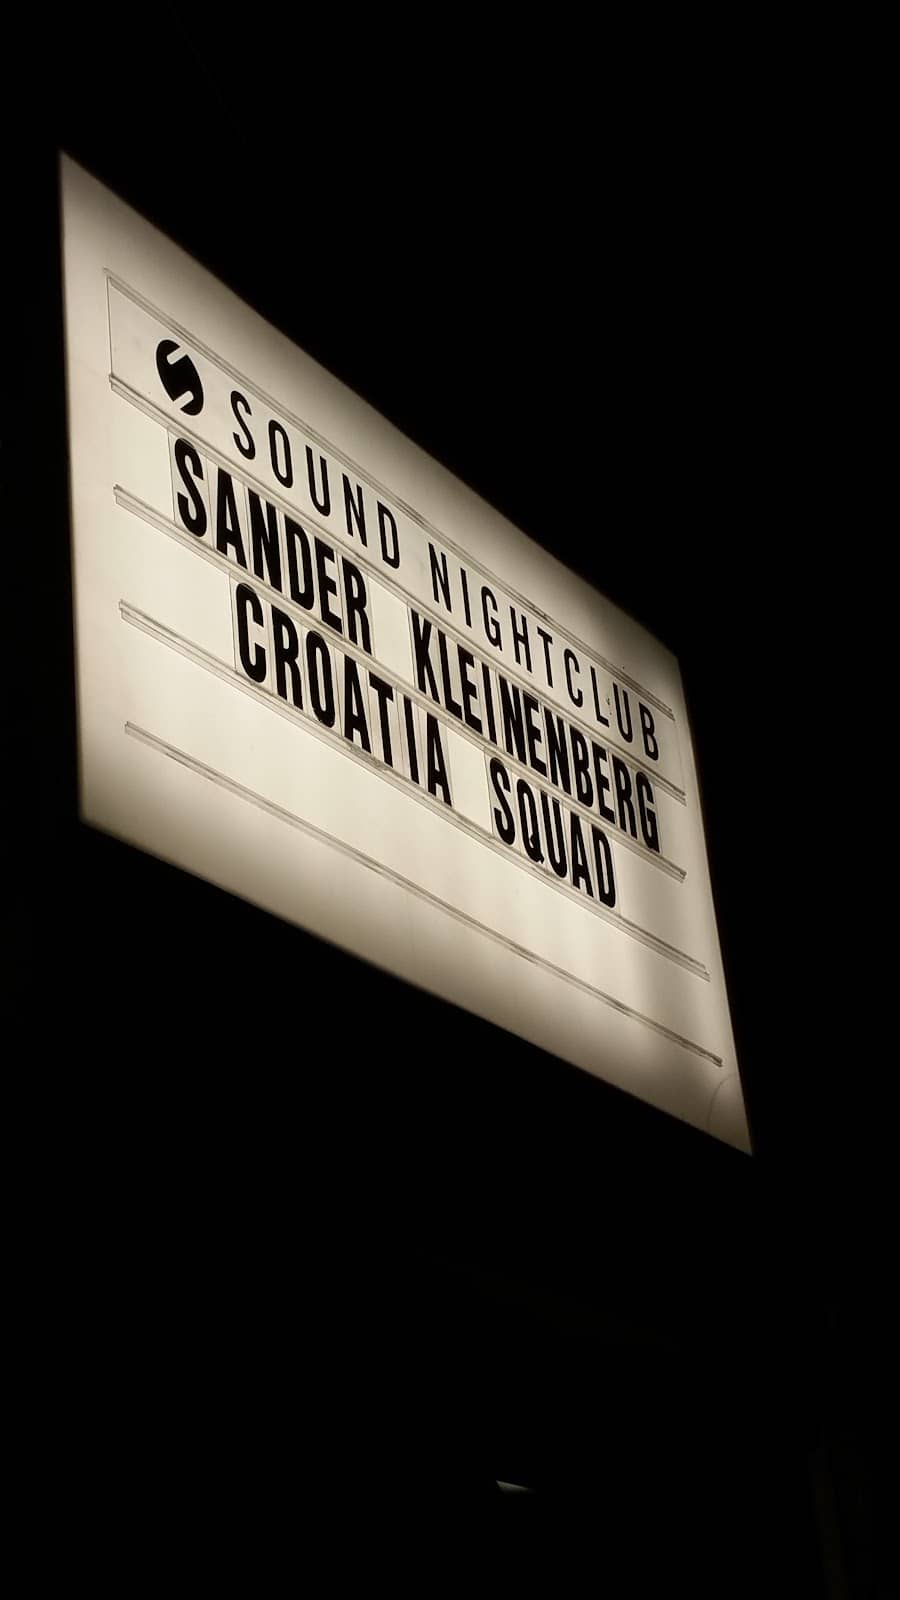 SOUND NIGHTCLUB
SANDER KLEINENBERG
CROATIA SQUAD